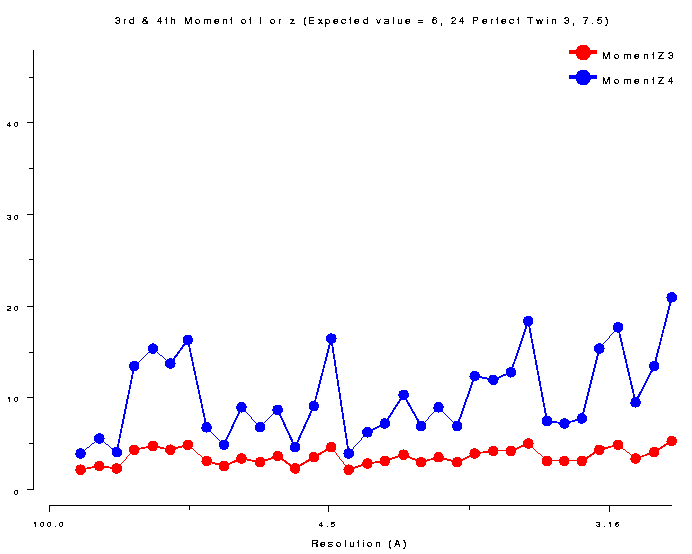 3rd & 4th Moment of I or z (Expected value = 6, 24 Perfect Twin 3, 7.5)
MomentZ3
MomentZ4
40
30
20
10
0
100.0 4.5 3.16
Resolution (A)